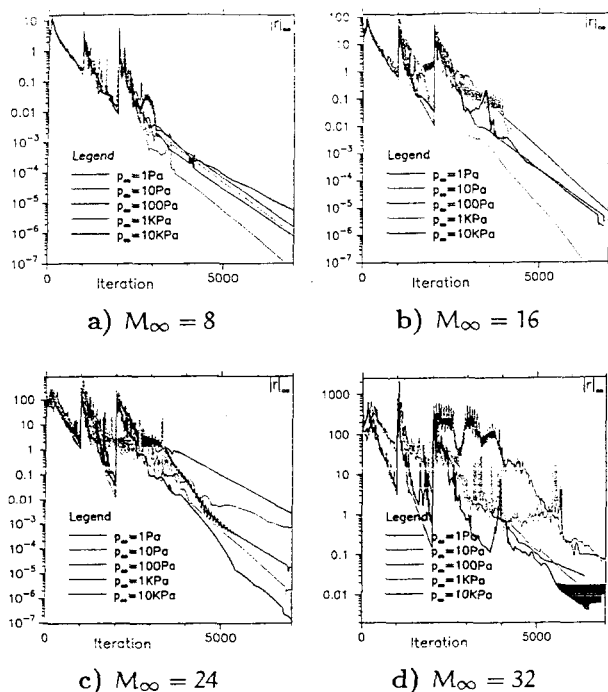 |r|∞
10
1
0.1
0.01
10-3
10-4
10-5
10-6
10-7
Legend
p∞=1Pa
p∞=10Pa
p∞=100Pa
p∞=1KPa
p∞=10KPa
0
5000
Iteration
a) M∞ = 8
|r|∞
100
10
1
0.1
0.01
10-3
10-4
10-5
10-6
10-7
Legend
p∞=1Pa
p∞=10Pa
p∞=100Pa
p∞=1KPa
p∞=10KPa
0
5000
Iteration
b) M∞ = 16
|r|∞
100
10
1
0.1
0.01
10-3
10-4
10-5
10-6
10-7
Legend
p∞=1Pa
p∞=10Pa
p∞=100Pa
p∞=1KPa
p∞=10KPa
0
5000
Iteration
c) M∞ = 24
|r|∞
1000
100
10
1
0.1
0.01
Legend
p∞=1Pa
p∞=10Pa
p∞=100Pa
p∞=1KPa
p∞=10KPa
0
5000
Iteration
d) M∞ = 32